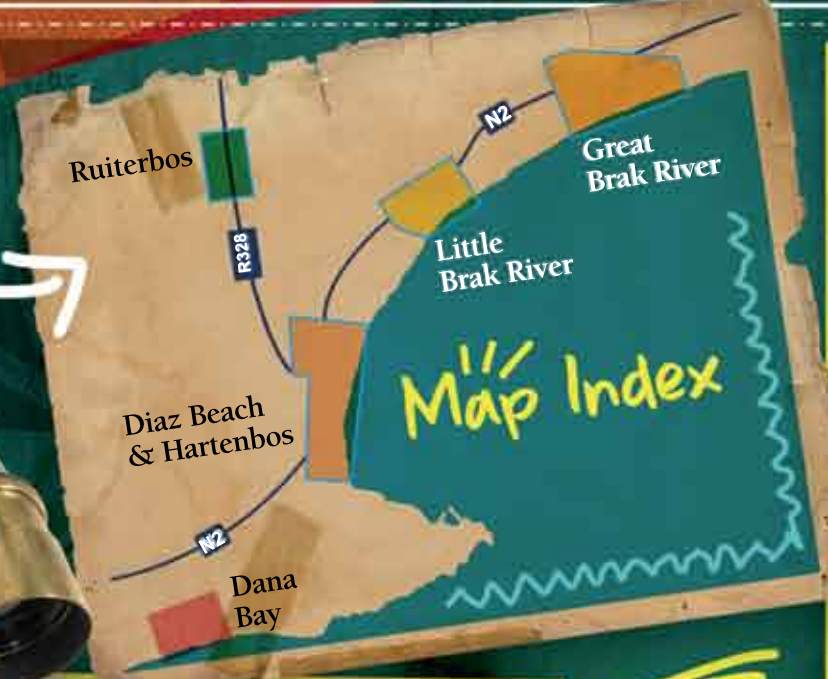 N2
Great
Brak River
Ruiterbos
R328
Little
Brak River
Map Index
Diaz Beach
& Hartenbos
N2
Dana
Bay